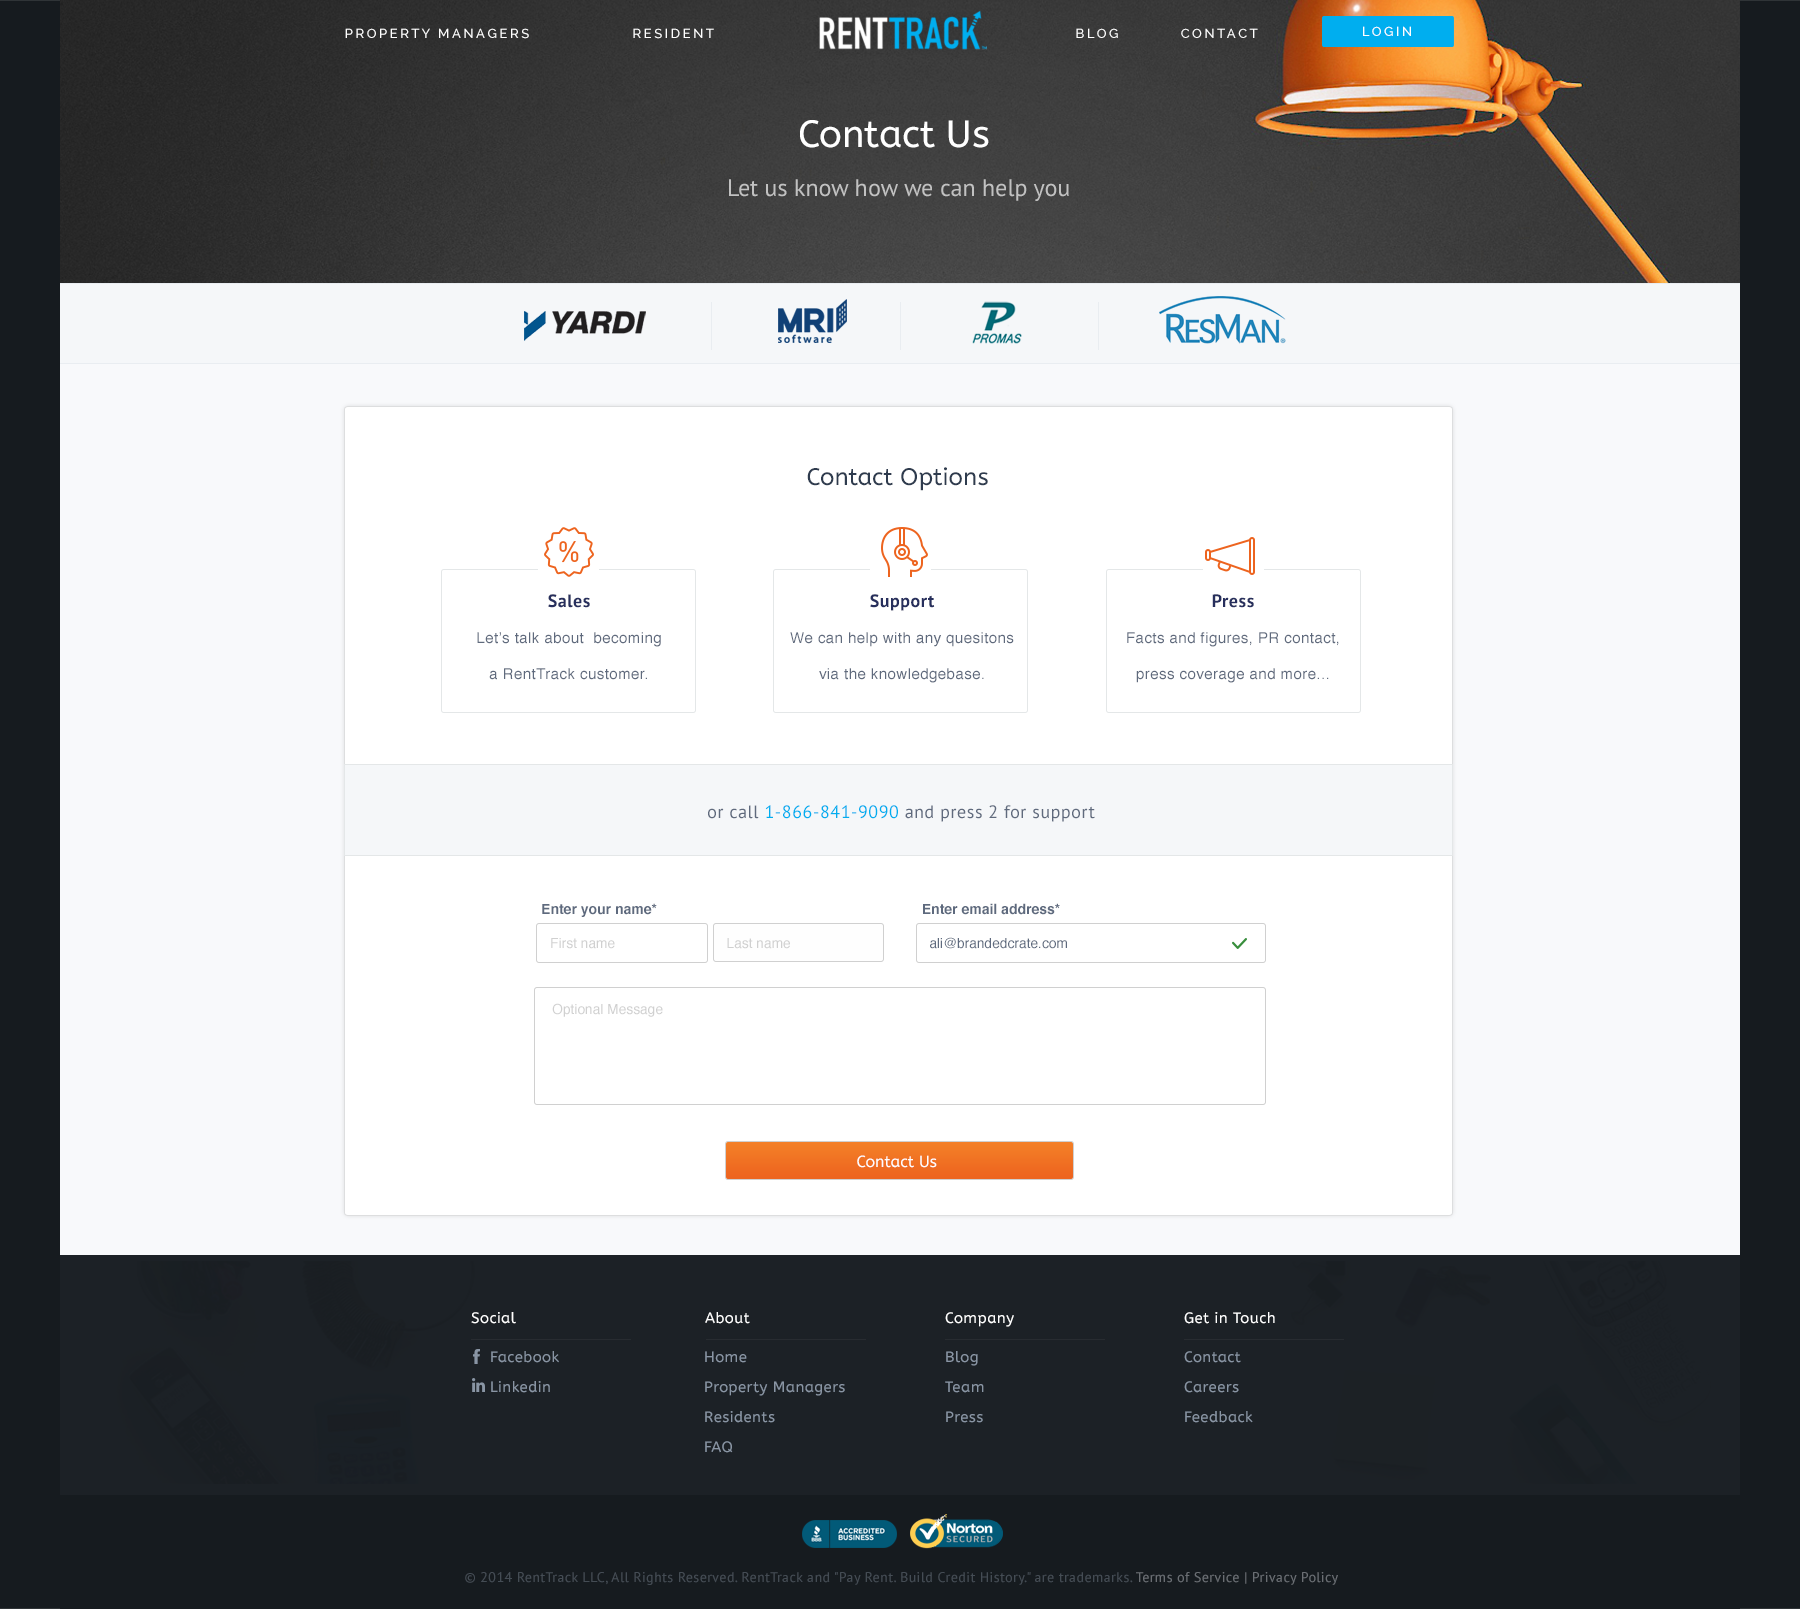 PROPERTY MANAGERS RESIDENT RENTTRACK BLOG CONTACT LOGIN
Contact Us
Let us know how we can help you
YARDI
MRI
software
P
PROMAS
RESMAN®
Contact Options
%
Sales
Let's talk about becoming
a RentTrack customer.
Support
We can help with any quesitons
via the knowledgebase.
Press
Facts and figures, PR contact,
press coverage and more...
or call 1-866-841-9090 and press 2 for support
Enter your name*
First name
Last name
Enter email address*
ali@brandedcrate.com
Optional Message
Contact Us
Social
f Facebook
in Linkedin
About
Home
Property Managers
Residents
FAQ
Company
Blog
Team
Press
Get in Touch
Contact
Careers
Feedback
ACCREDITED
BUSINESS
Norton
SECURED
© 2014 RentTrack LLC, All Rights Reserved. RentTrack and "Pay Rent. Build Credit History." are trademarks. Terms of Service | Privacy Policy